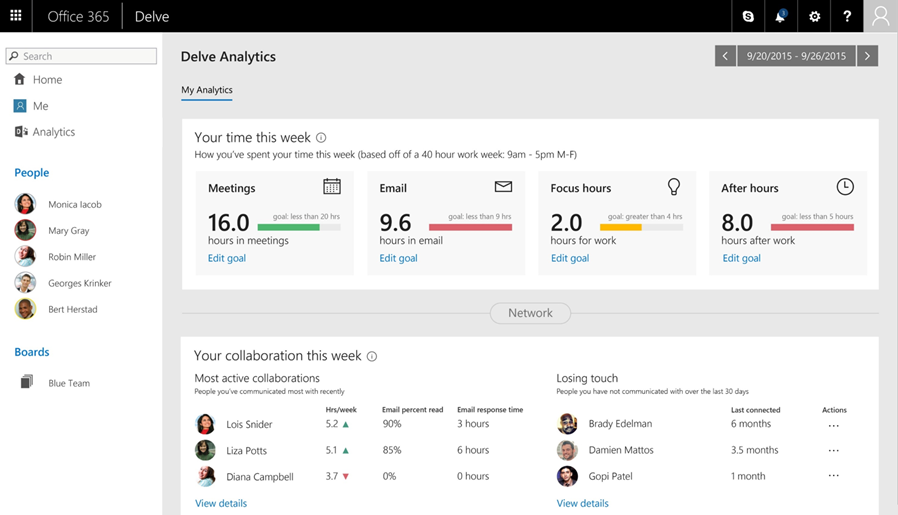 Office 365 Delve
1
?
Search
Home
Me
Analytics
People
Monica Iacob
Mary Gray
Robin Miller
Georges Krinker
Bert Herstad
Boards
Blue Team
Delve Analytics
9/20/2015 - 9/26/2015
My Analytics
Your time this week
How you've spent your time this week (based off of a 40 hour work week: 9am - 5pm M-F)
Meetings
16.0
goal: less than 20 hrs
hours in meetings
Edit goal
Email
9.6
goal: less than 9 hrs
hours in email
Edit goal
Focus hours
2.0
goal: greater than 4 hrs
hours for work
Edit goal
After hours
8.0
goal: less than 5 hours
hours after work
Edit goal
Network
Your collaboration this week
Most active collaborations
People you've communicated most with recently
Hrs/week Email percent read Email response time
Lois Snider 5.2 90% 3 hours
Liza Potts 5.1 85% 6 hours
Diana Campbell 3.7 0% 0 hours
View details
Losing touch
People you have not communicated with over the last 30 days
Last connected Actions
Brady Edelman 6 months ...
Damien Mattos 3.5 months ...
Gopi Patel 1 month ...
View details